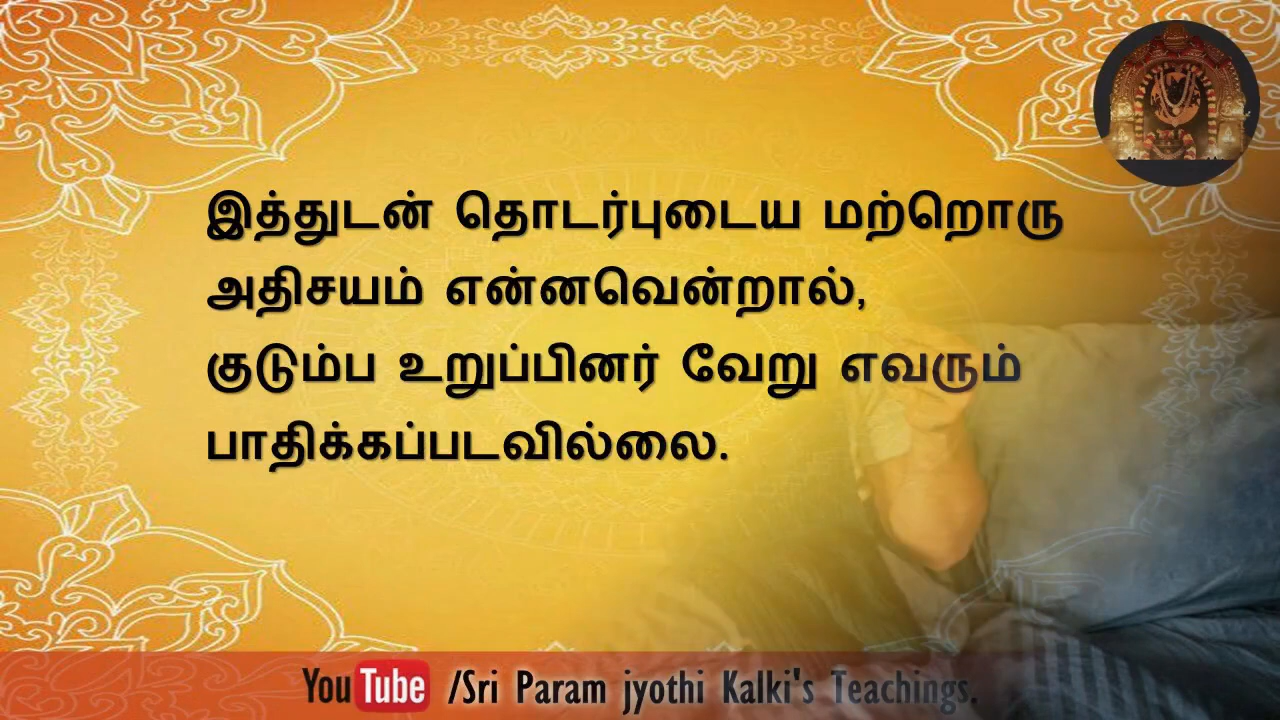 இத்துடன் தொடர்புடைய மற்றொரு
அதிசயம் என்னவென்றால்,
குடும்ப உறுப்பினர் வேறு எவரும்
பாதிக்கப்படவில்லை.
YouTube /Sri Param jyothi Kalki's Teachings.